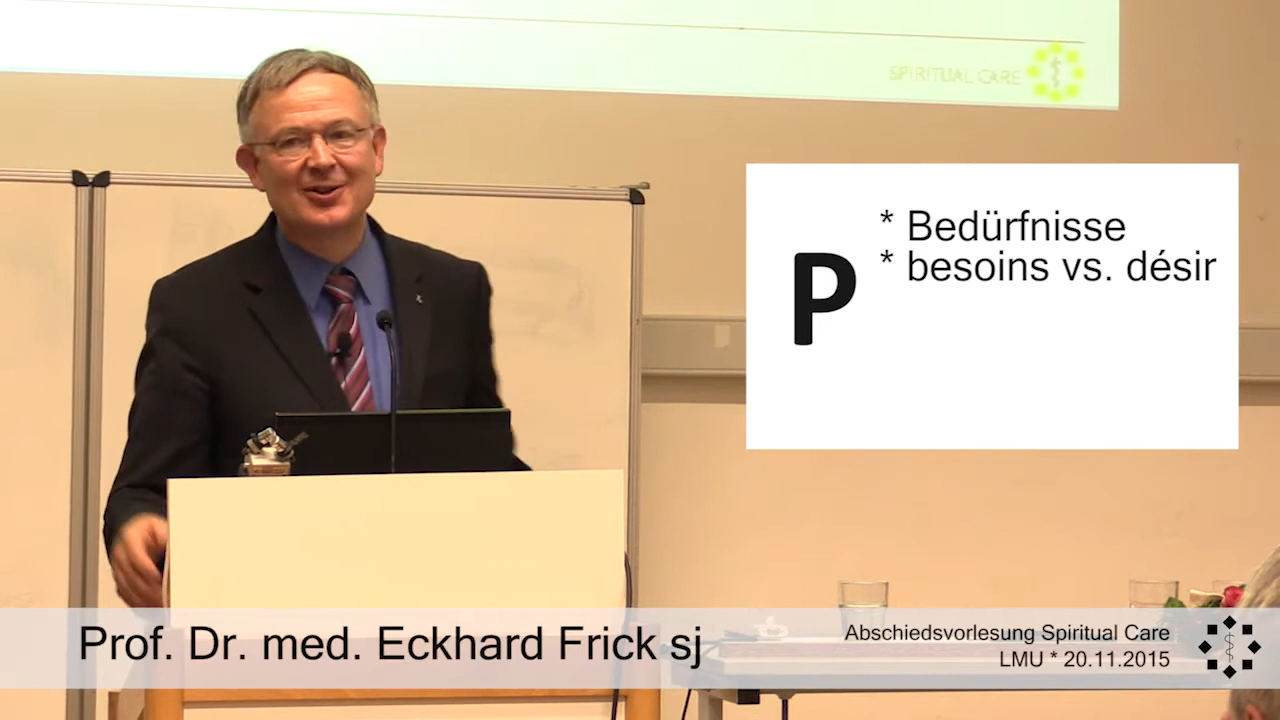 SPIRITUAL CARE
P
* Bedürfnisse
* besoins vs. désir
Prof. Dr. med. Eckhard Frick sj
Abschiedsvorlesung Spiritual Care
LMU * 20.11.2015